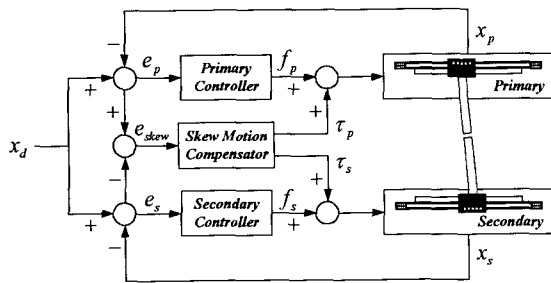 x_p
−
e_p
Primary
Controller
f_p
+
+
Primary
+
+
e_skew
Skew Motion
Compensator
τ_p
x_d
−
τ_s
+
+
e_s
Secondary
Controller
f_s
+
−
Secondary
x_s